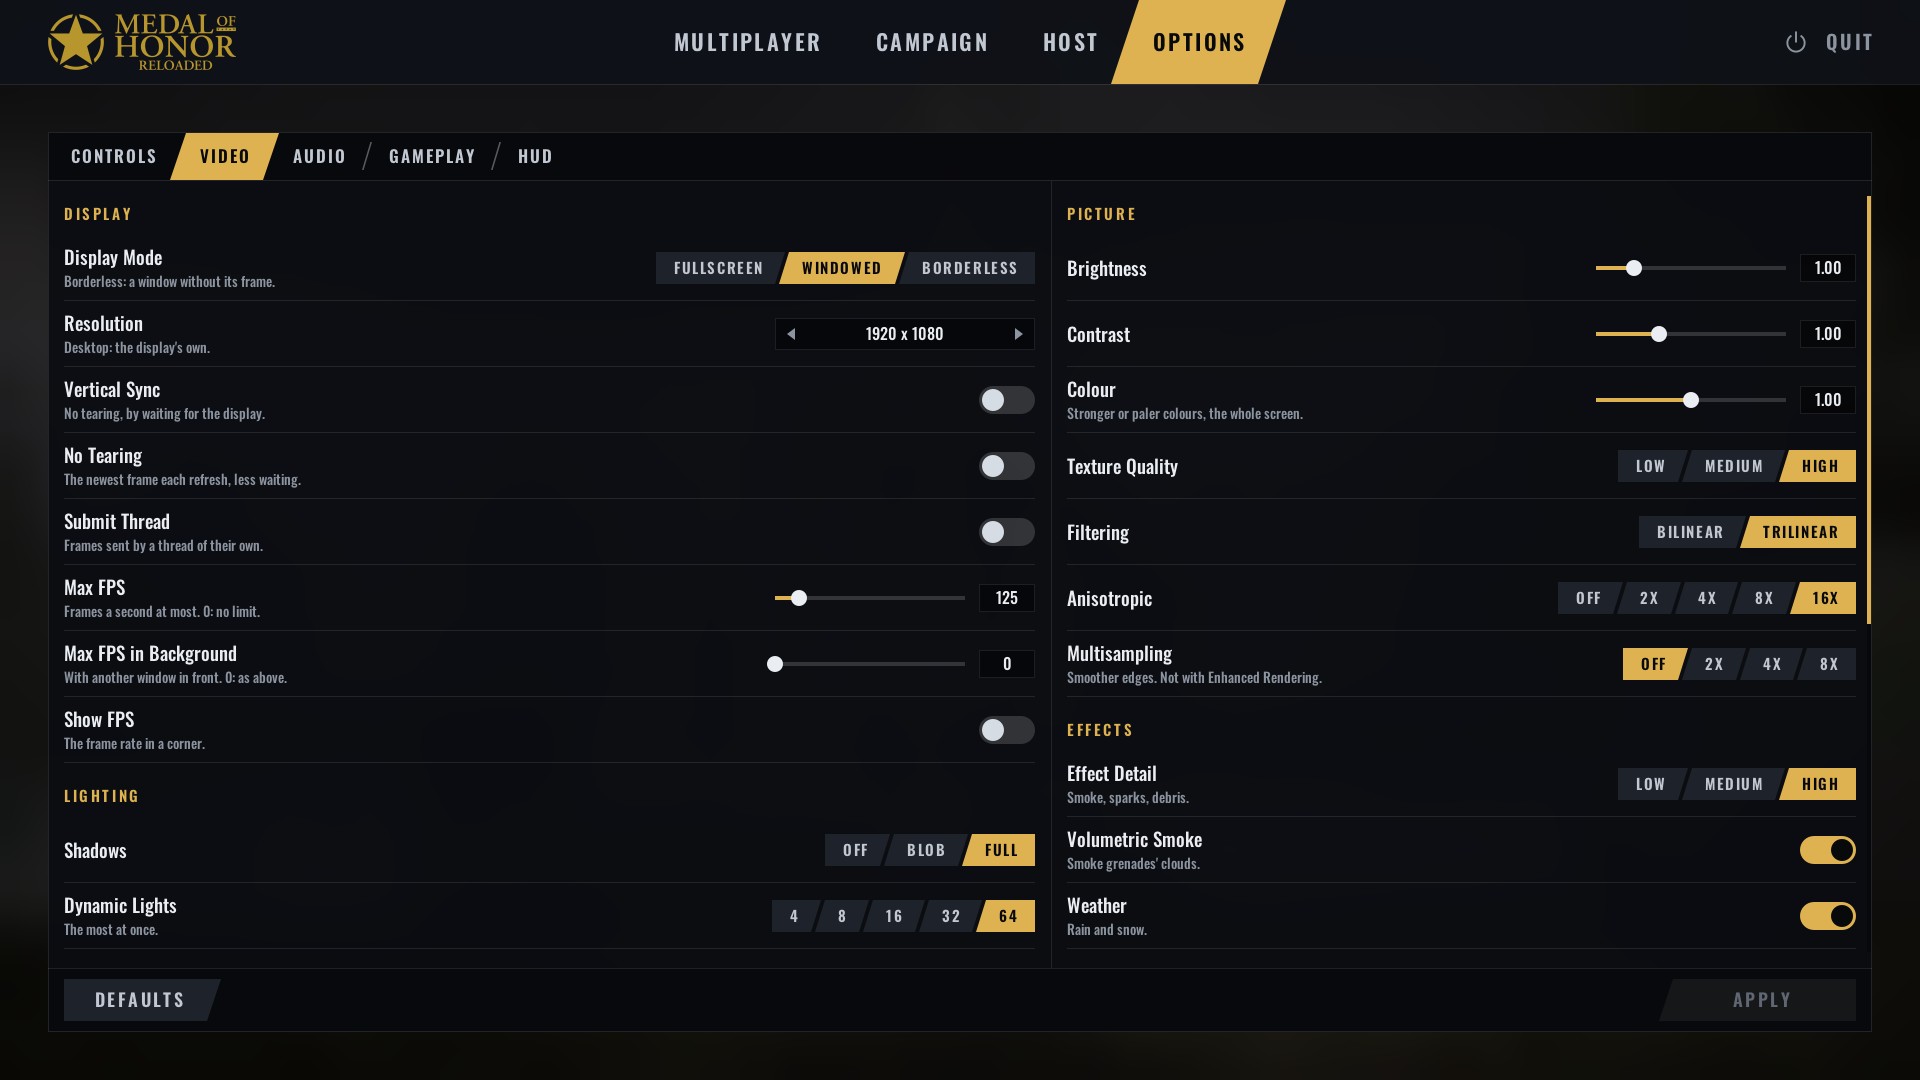 MEDAL OF
HONOR
RELOADED
MULTIPLAYER
CAMPAIGN
HOST
OPTIONS
QUIT
CONTROLS
VIDEO
AUDIO
GAMEPLAY
HUD
DISPLAY
Display Mode
Borderless: a window without its frame.
FULLSCREEN
WINDOWED
BORDERLESS
Resolution
Desktop: the display's own.
1920 x 1080
Vertical Sync
No tearing, by waiting for the display.
No Tearing
The newest frame each refresh, less waiting.
Submit Thread
Frames sent by a thread of their own.
Max FPS
Frames a second at most. 0: no limit.
125
Max FPS in Background
With another window in front. 0: as above.
0
Show FPS
The frame rate in a corner.
LIGHTING
Shadows
OFF
BLOB
FULL
Dynamic Lights
The most at once.
4
8
16
32
64
PICTURE
Brightness
1.00
Contrast
1.00
Colour
Stronger or paler colours, the whole screen.
1.00
Texture Quality
LOW
MEDIUM
HIGH
Filtering
BILINEAR
TRILINEAR
Anisotropic
OFF
2X
4X
8X
16X
Multisampling
Smoother edges. Not with Enhanced Rendering.
OFF
2X
4X
8X
EFFECTS
Effect Detail
Smoke, sparks, debris.
LOW
MEDIUM
HIGH
Volumetric Smoke
Smoke grenades' clouds.
Weather
Rain and snow.
DEFAULTS
APPLY